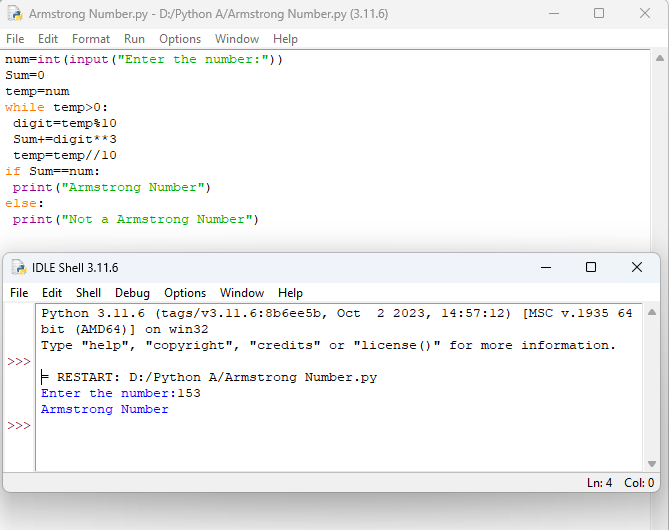 Armstrong Number.py - D:/Python A/Armstrong Number.py (3.11.6)
File Edit Format Run Options Window Help
num=int(input("Enter the number:"))
Sum=0
temp=num
while temp>0:
 digit=temp%10
 Sum+=digit**3
 temp=temp//10
if Sum==num:
 print("Armstrong Number")
else:
 print("Not a Armstrong Number")
IDLE Shell 3.11.6
File Edit Shell Debug Options Window Help
Python 3.11.6 (tags/v3.11.6:8b6ee5b, Oct  2 2023, 14:57:12) [MSC v.1935 64
bit (AMD64)] on win32
Type "help", "copyright", "credits" or "license()" for more information.
>>>
= RESTART: D:/Python A/Armstrong Number.py
Enter the number:153
Armstrong Number
>>>
Ln: 4 Col: 0